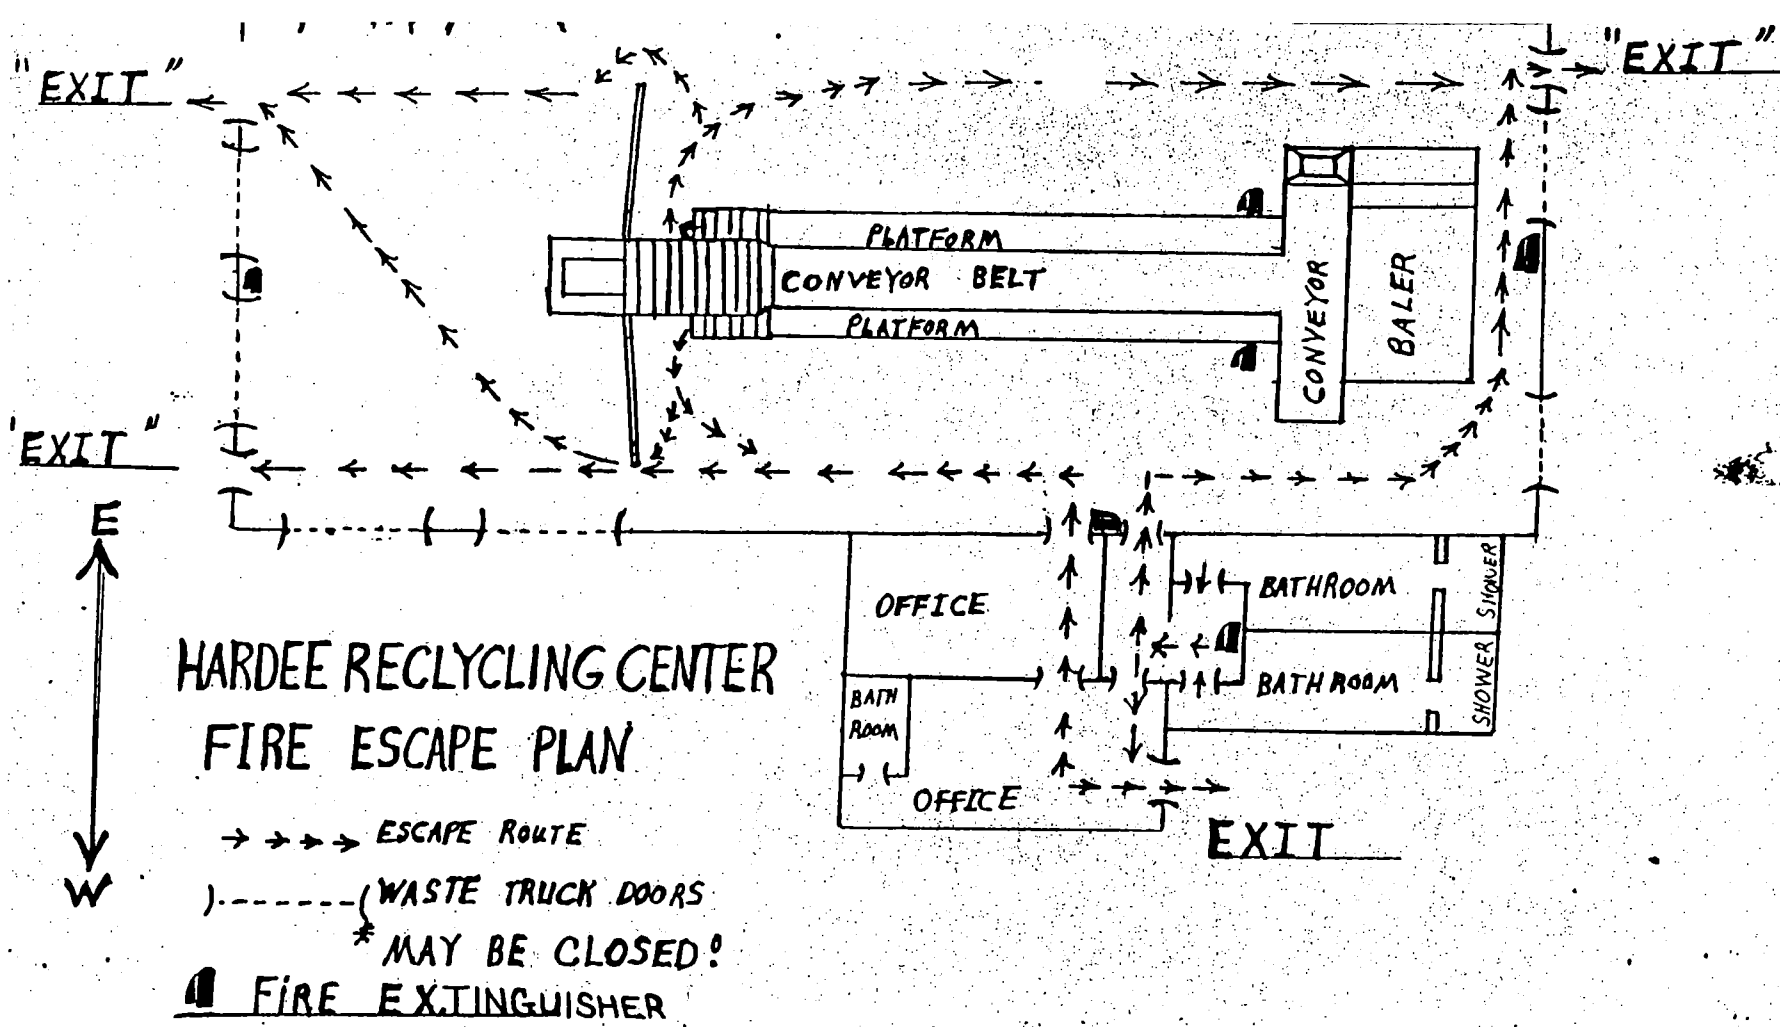 "EXIT"
"EXIT"
PLATFORM
CONVEYOR BELT
PLATFORM
CONVEYOR
BALER
"EXIT"
E
W
OFFICE
BATHROOM
SHOWER
BATHROOM
SHOWER
BATH
ROOM
OFFICE
EXIT
HARDEE RECLYCLING CENTER
FIRE ESCAPE PLAN
ESCAPE ROUTE
WASTE TRUCK DOORS
* MAY BE CLOSED!
FIRE EXTINGUISHER